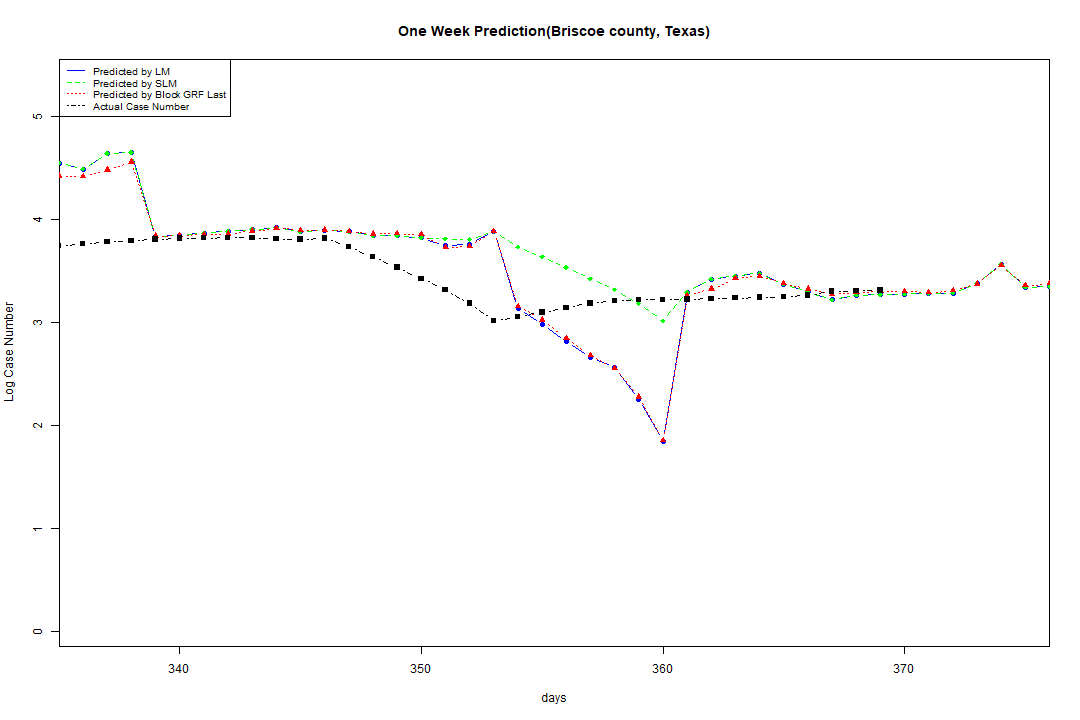 One Week Prediction(Briscoe county, Texas)
Predicted by LM
Predicted by SLM
Predicted by Block GRF Last
Actual Case Number
5
4
3
2
1
0
Log Case Number
340 350 360 370
days